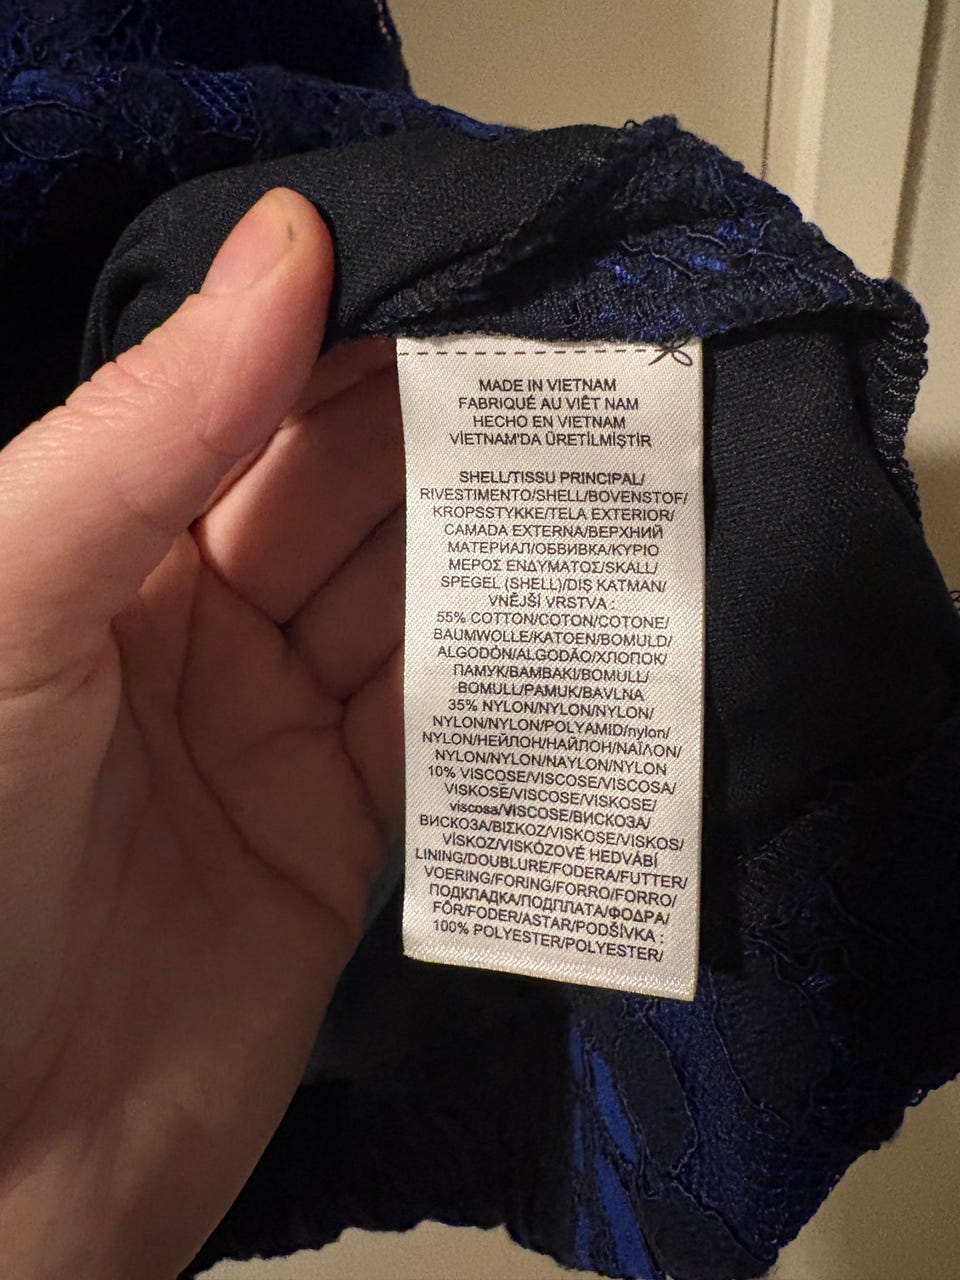 MADE IN VIETNAM
FABRIQUÉ AU VIÊT NAM
HECHO EN VIETNAM
VİETNAM'DA ÜRETİLMİŞTİR
SHELL/TISSU PRINCIPAL/
RIVESTIMENTO/SHELL/BOVENSTOF/
KROPSSTYKKE/TELA EXTERIOR/
CAMADA EXTERNA/ВЕРХНИЙ
МАТЕРИАЛ/ОБВИВКА/ΚΥΡΙΟ
ΜΕΡΟΣ ΕΝΔΥΜΑΤΟΣ/SKALL/
SPEGEL (SHELL)/DIŞ KATMAN/
VNĚJŠÍ VRSTVA :
55% COTTON/COTON/COTONE/
BAUMWOLLE/KATOEN/BOMULD/
ALGODÓN/ALGODÃO/ХЛОПОК/
ПАМУК/ΒΑΜΒΑΚΙ/BOMULL/
BOMULL/PAMUK/BAVLNA
35% NYLON/NYLON/NYLON/
NYLON/NYLON/POLYAMID/nylon/
NYLON/НЕЙЛОН/НАЙЛОН/ΝΑΪΛΟΝ/
NYLON/NYLON/NAYLON/NYLON
10% VISCOSE/VISCOSE/VISCOSA/
VISKOSE/VISCOSE/VISKOSE/
viscosa/VISCOSE/ВИСКОЗА/
ВИСКОЗА/ΒΙΣΚΟΖ/VISKOSE/VISKOS/
VİSKOZ/VISKÓZOVÉ HEDVÁBÍ
LINING/DOUBLURE/FODERA/FUTTER/
VOERING/FORING/FORRO/FORRO/
ПОДКЛАДКА/ПОДПЛАТА/ΦΟΔΡΑ/
FÔR/FODER/ASTAR/PODŠÍVKA :
100% POLYESTER/POLYESTER/